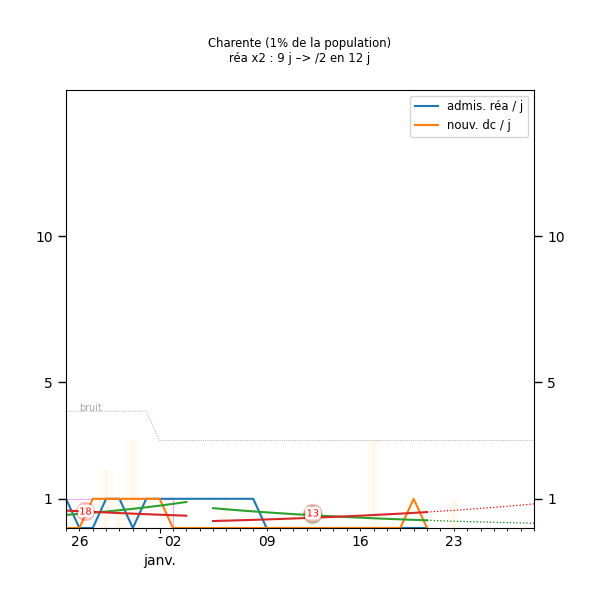 Charente (1% de la population)
réa x2 : 9 j –> /2 en 12 j
admis. réa / j
nouv. dc / j
10
10
5
5
bruit
1
1
18
13
26
02
09
16
23
janv.